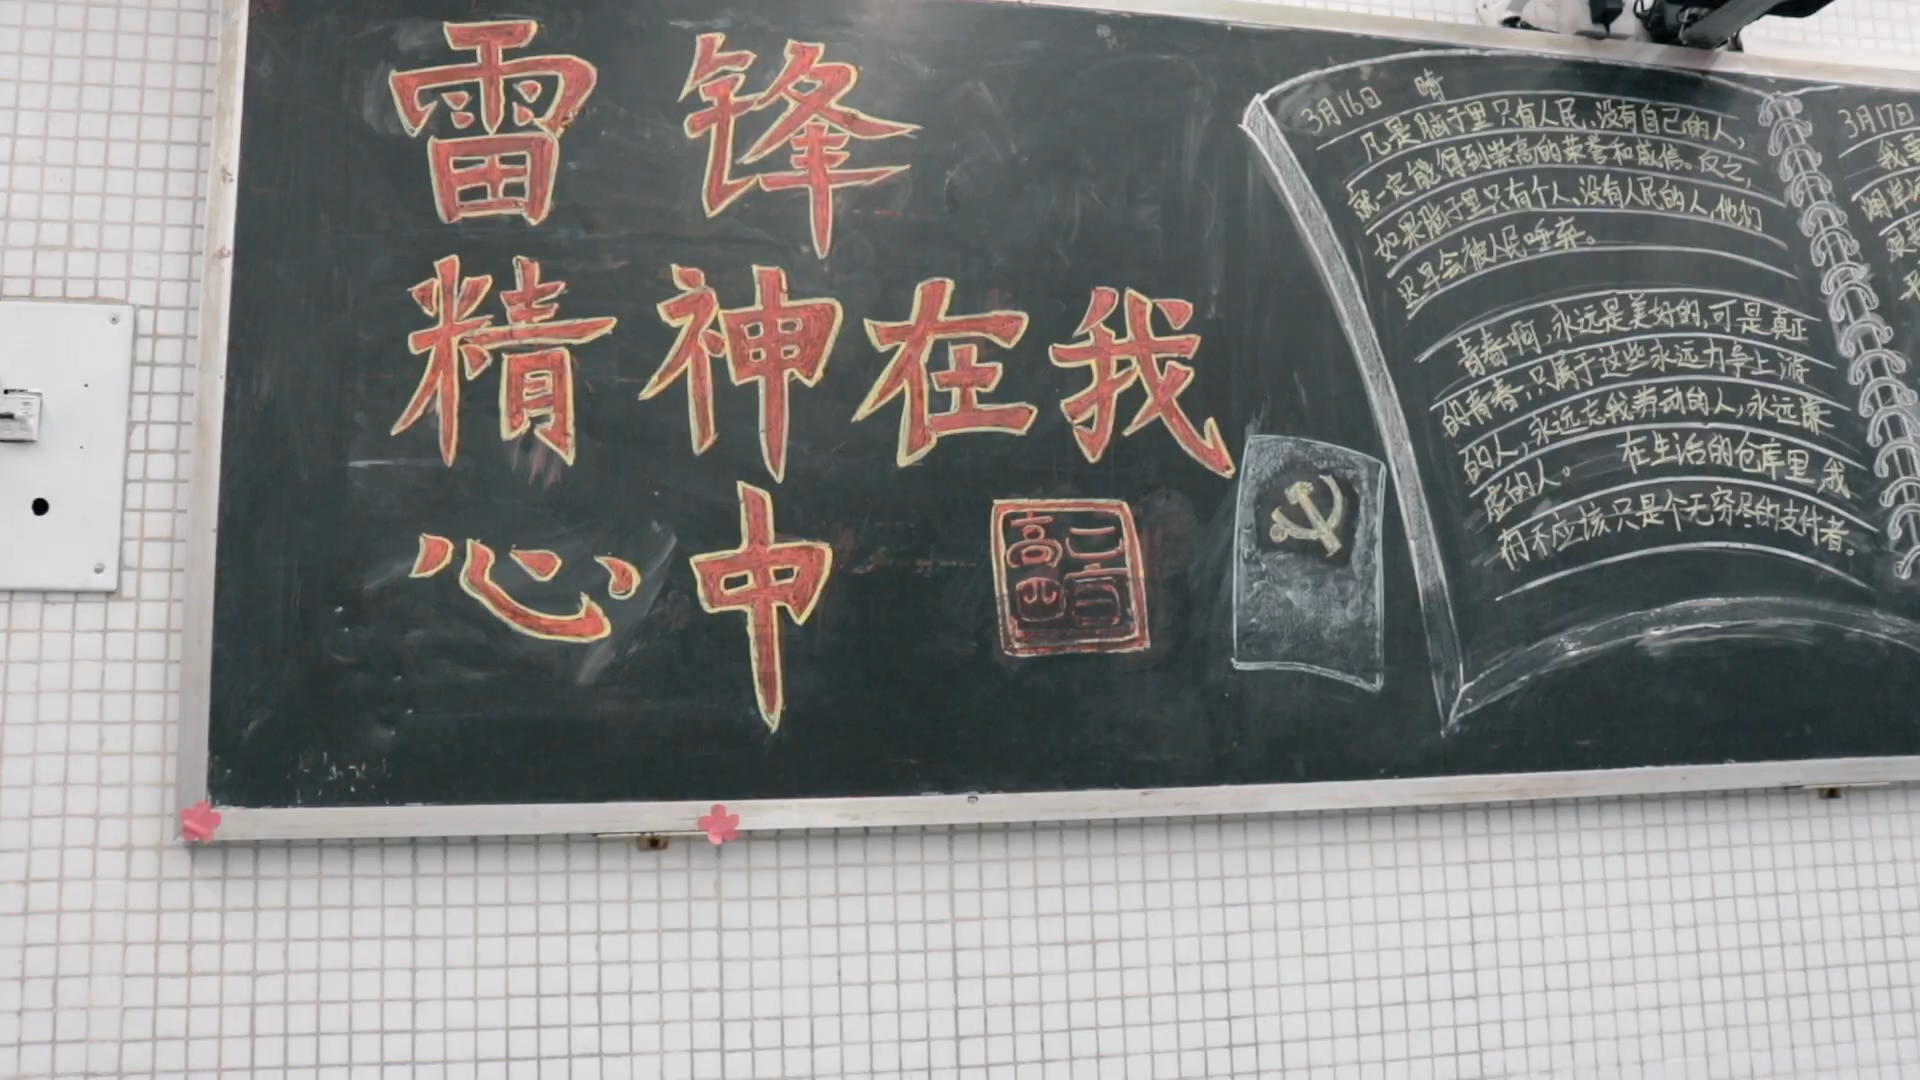 雷锋
精神在我
心中
3月16日 晴
凡是脑子里只有人民、没有自己的人,
就一定能得到崇高的荣誉和威信。反之,
如果脑子里只有个人、没有人民的人,他们
迟早会被人民唾弃。
青春啊,永远是美好的,可是真正
的青春,只属于这些永远力争上游
的人,永远忘我劳动的人,永远谦
虚的人。 在生活的仓库里,我
们不应该只是个无穷尽的支付者。
3月17日
我要
高二